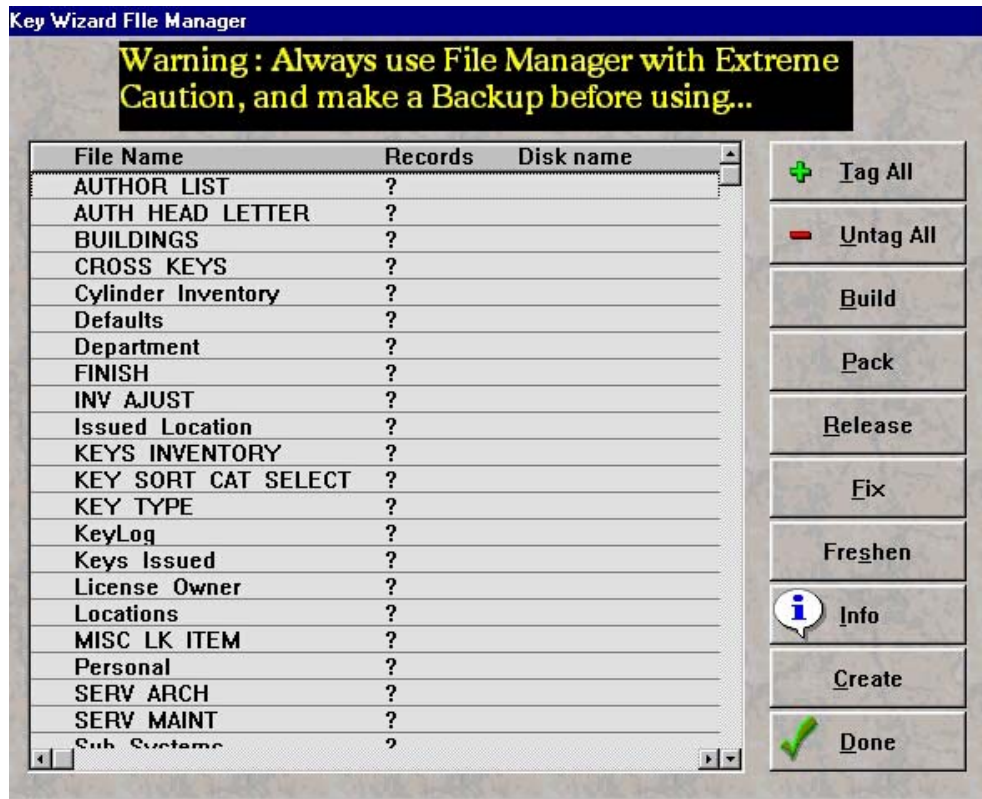 Key Wizard FIle Manager
Warning : Always use File Manager with Extreme
Caution, and make a Backup before using...
File Name Records Disk name
AUTHOR LIST ?
AUTH HEAD LETTER ?
BUILDINGS ?
CROSS KEYS ?
Cylinder Inventory ?
Defaults ?
Department ?
FINISH ?
INV AJUST ?
Issued Location ?
KEYS INVENTORY ?
KEY SORT CAT SELECT ?
KEY TYPE ?
KeyLog ?
Keys Issued ?
License Owner ?
Locations ?
MISC LK ITEM ?
Personal ?
SERV ARCH ?
SERV MAINT ?
Sub Systems ?
Tag All
Untag All
Build
Pack
Release
Fix
Freshen
Info
Create
Done